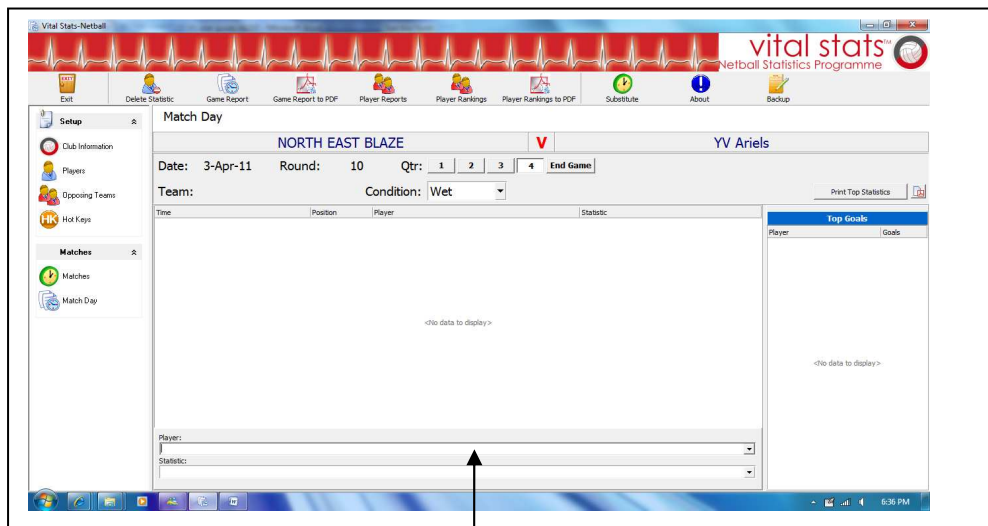 Vital Stats-Netball
vital stats™
Netball Statistics Programme
EXIT
Exit Delete Statistic Game Report Game Report to PDF Player Reports Player Rankings Player Rankings to PDF Substitute About Backup
Setup
Club Information
Players
Opposing Teams
HK Hot Keys
Matches
Matches
Match Day
Match Day
NORTH EAST BLAZE V YV Ariels
Date: 3-Apr-11 Round: 10 Qtr: 1 2 3 4 End Game
Team: Condition: Wet Print Top Statistics
Time Position Player Statistic
<No data to display>
Top Goals
Player Goals
<No data to display>
Player:
Statistic:
6:36 PM